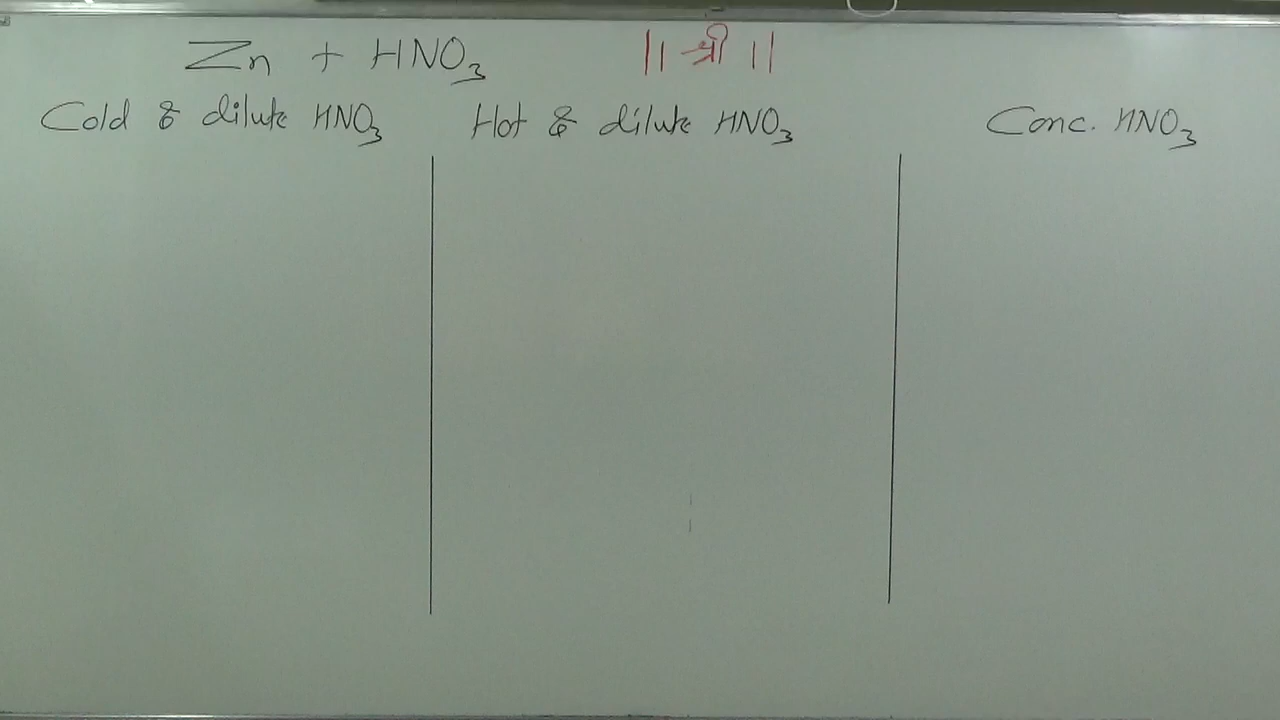 Zn + HNO₃ || श्री ||
Cold & dilute HNO₃ Hot & dilute HNO₃ Conc. HNO₃